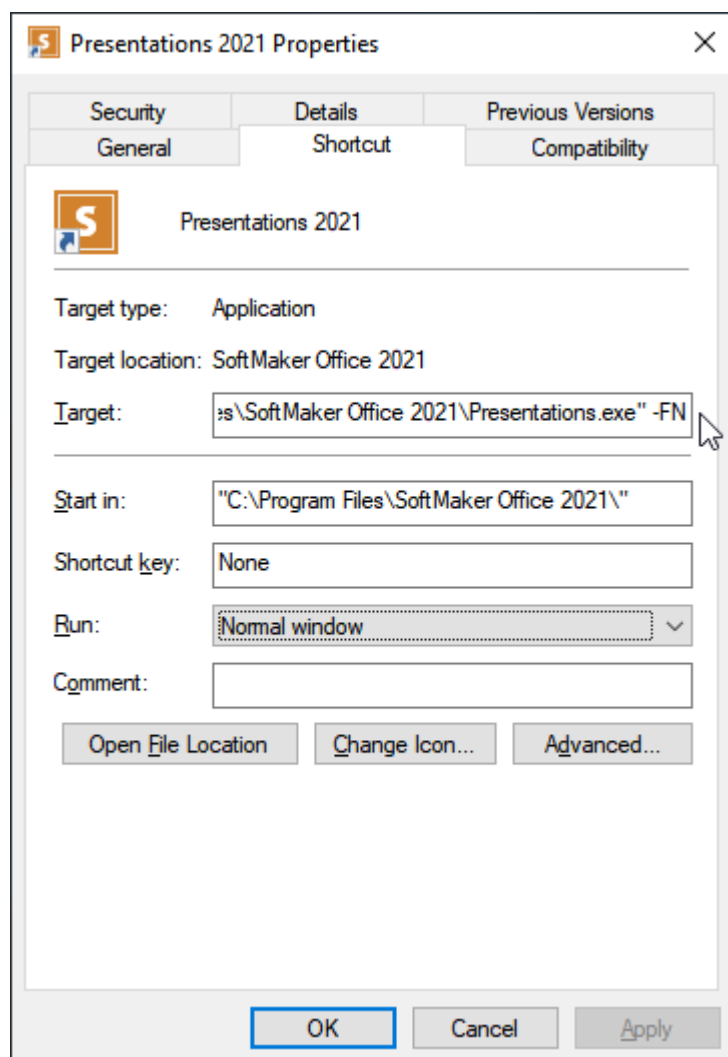 Presentations 2021 Properties
Security Details Previous Versions
General Shortcut Compatibility
S
Presentations 2021
Target type: Application
Target location: SoftMaker Office 2021
Target: es\SoftMaker Office 2021\Presentations.exe" -FN
Start in: "C:\Program Files\SoftMaker Office 2021\"
Shortcut key: None
Run: Normal window
Comment:
Open File Location Change Icon... Advanced...
OK Cancel Apply